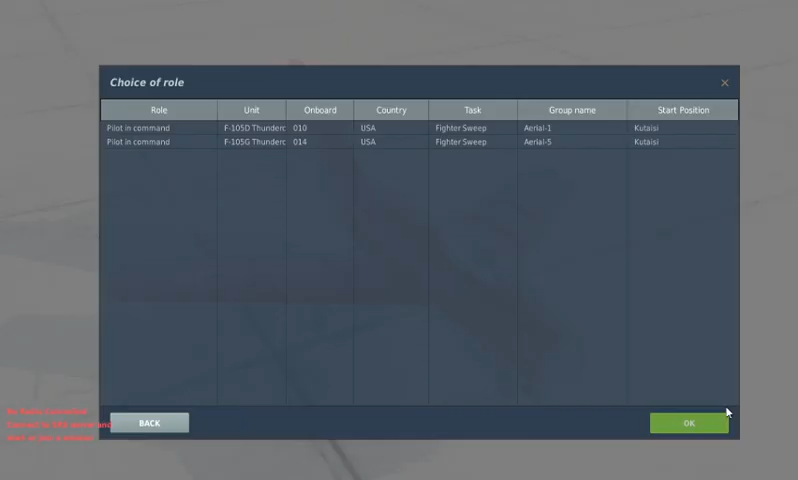 Choice of role
Role Unit Onboard Country Task Group name Start Position
Pilot in command F-105D Thunderc 010 USA Fighter Sweep Aerial-1 Kutaisi
Pilot in command F-105G Thunderc 014 USA Fighter Sweep Aerial-5 Kutaisi
BACK OK